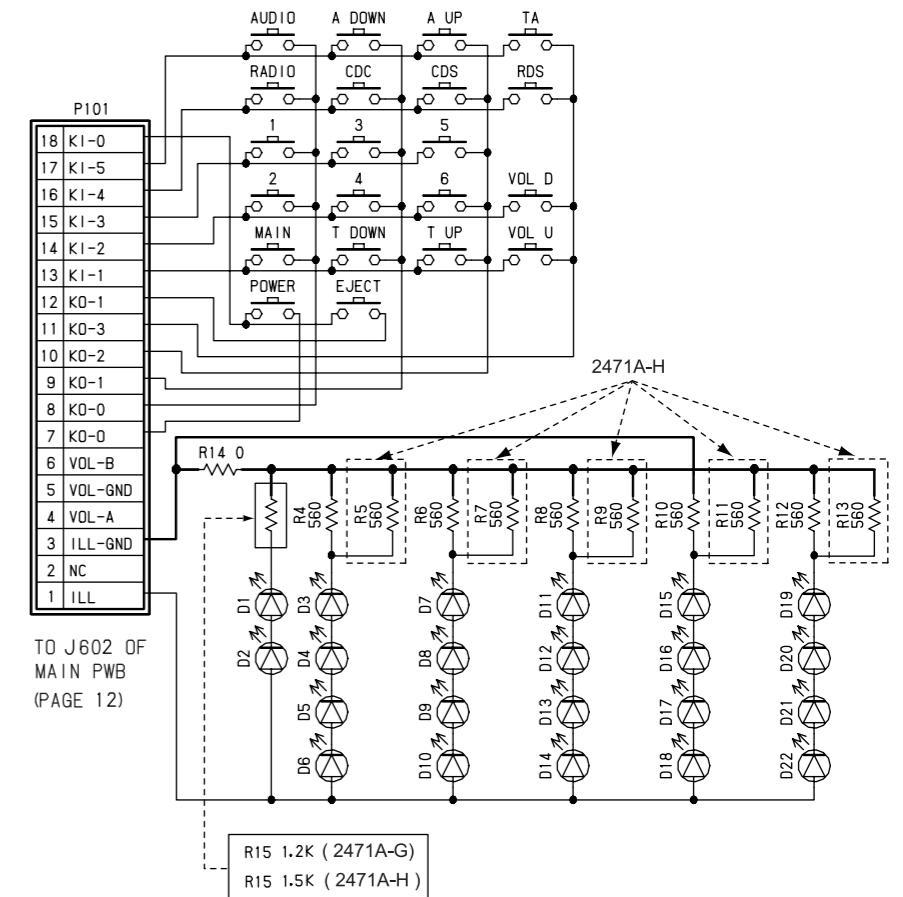 AUDIO A DOWN A UP TA
RADIO CDC CDS RDS
P101
1 3 5
18 KI-0
17 KI-5
16 KI-4
15 KI-3
14 KI-2
13 KI-1
12 KO-1
11 KO-3
10 KO-2
9 KO-1
8 KO-0
7 KO-0
6 VOL-B
5 VOL-GND
4 VOL-A
3 ILL-GND
2 NC
1 ILL
2 4 6 VOL D
MAIN T DOWN T UP VOL U
POWER EJECT
2471A-H
R14 0
R4 560
R5 560
R6 560
R7 560
R8 560
R9 560
R10 560
R11 560
R12 560
R13 560
D1 D3 D7 D11 D15 D19
D2 D4 D8 D12 D16 D20
D5 D9 D13 D17 D21
D6 D10 D14 D18 D22
TO J602 OF
MAIN PWB
(PAGE 12)
R15 1.2K ( 2471A-G)
R15 1.5K ( 2471A-H )